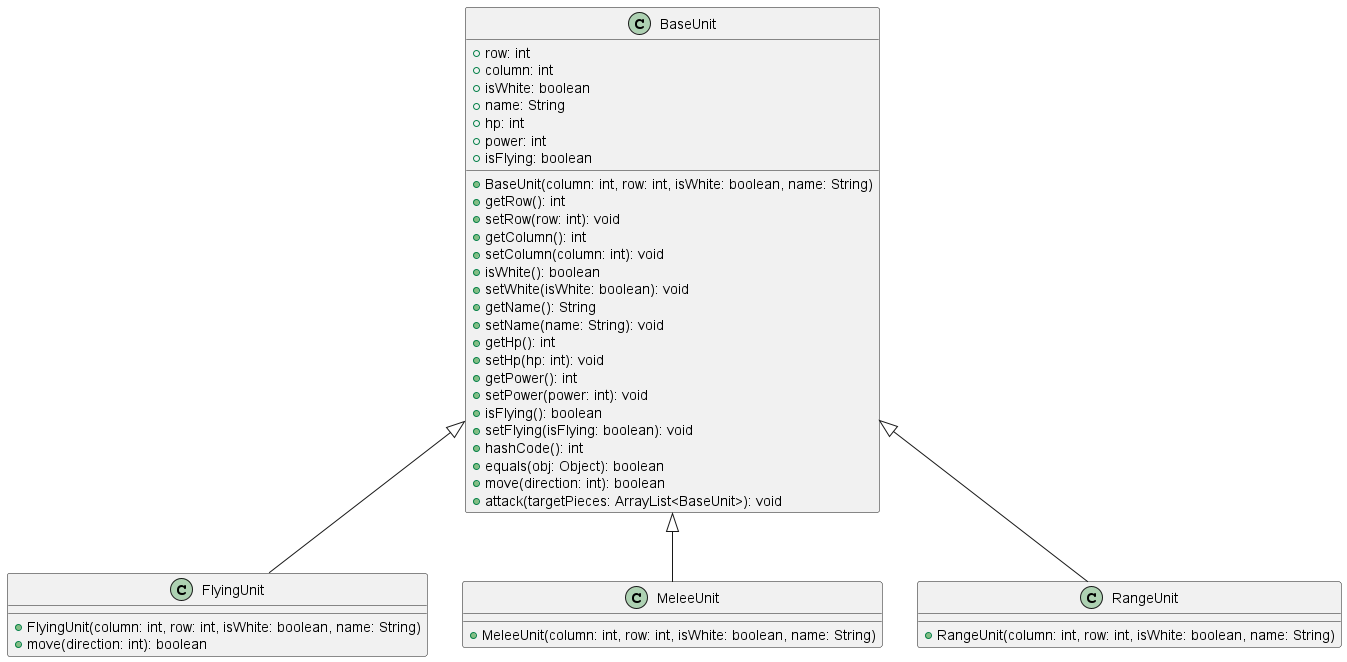 C BaseUnit
row: int
column: int
isWhite: boolean
name: String
hp: int
power: int
isFlying: boolean
BaseUnit(column: int, row: int, isWhite: boolean, name: String)
getRow(): int
setRow(row: int): void
getColumn(): int
setColumn(column: int): void
isWhite(): boolean
setWhite(isWhite: boolean): void
getName(): String
setName(name: String): void
getHp(): int
setHp(hp: int): void
getPower(): int
setPower(power: int): void
isFlying(): boolean
setFlying(isFlying: boolean): void
hashCode(): int
equals(obj: Object): boolean
move(direction: int): boolean
attack(targetPieces: ArrayList<BaseUnit>): void
C FlyingUnit
FlyingUnit(column: int, row: int, isWhite: boolean, name: String)
move(direction: int): boolean
C MeleeUnit
MeleeUnit(column: int, row: int, isWhite: boolean, name: String)
C RangeUnit
RangeUnit(column: int, row: int, isWhite: boolean, name: String)